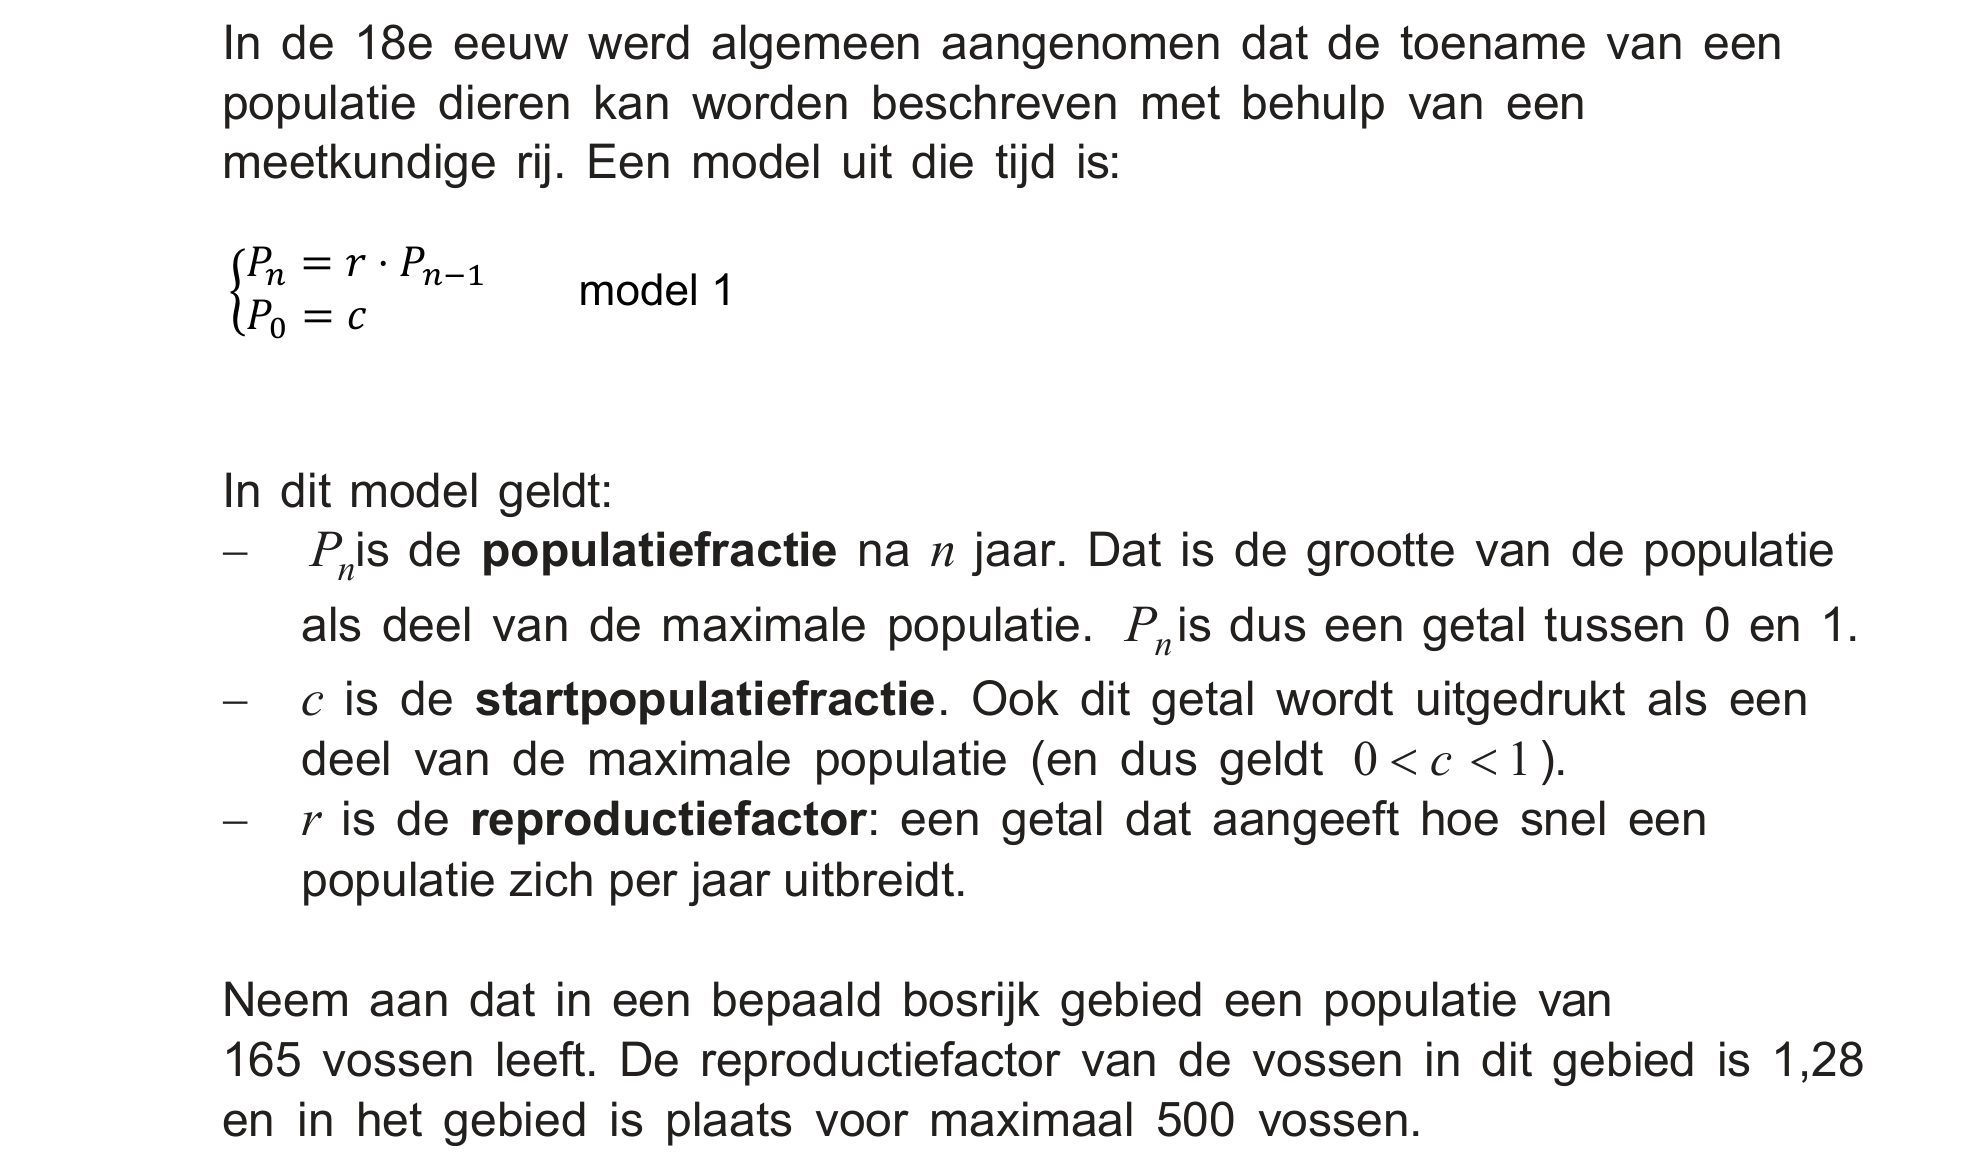 In de 18e eeuw werd algemeen aangenomen dat de toename van een
populatie dieren kan worden beschreven met behulp van een
meetkundige rij. Een model uit die tijd is:
{Pₙ = r · Pₙ₋₁
{P₀ = c
model 1
In dit model geldt:
– Pₙ is de populatiefractie na n jaar. Dat is de grootte van de populatie
als deel van de maximale populatie. Pₙ is dus een getal tussen 0 en 1.
– c is de startpopulatiefractie. Ook dit getal wordt uitgedrukt als een
deel van de maximale populatie (en dus geldt 0 < c < 1).
– r is de reproductiefactor: een getal dat aangeeft hoe snel een
populatie zich per jaar uitbreidt.
Neem aan dat in een bepaald bosrijk gebied een populatie van
165 vossen leeft. De reproductiefactor van de vossen in dit gebied is 1,28
en in het gebied is plaats voor maximaal 500 vossen.